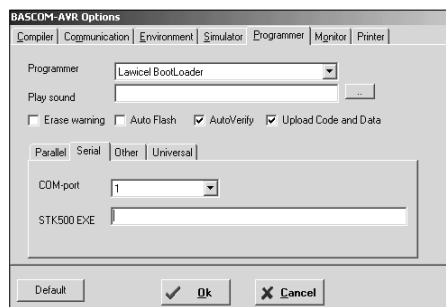 BASCOM-AVR Options
Compiler Communication Environment Simulator Programmer Monitor Printer
Programmer Lawicel BootLoader
Play sound ..
Erase warning Auto Flash AutoVerify Upload Code and Data
Parallel Serial Other Universal
COM-port 1
STK500 EXE
Default Ok Cancel